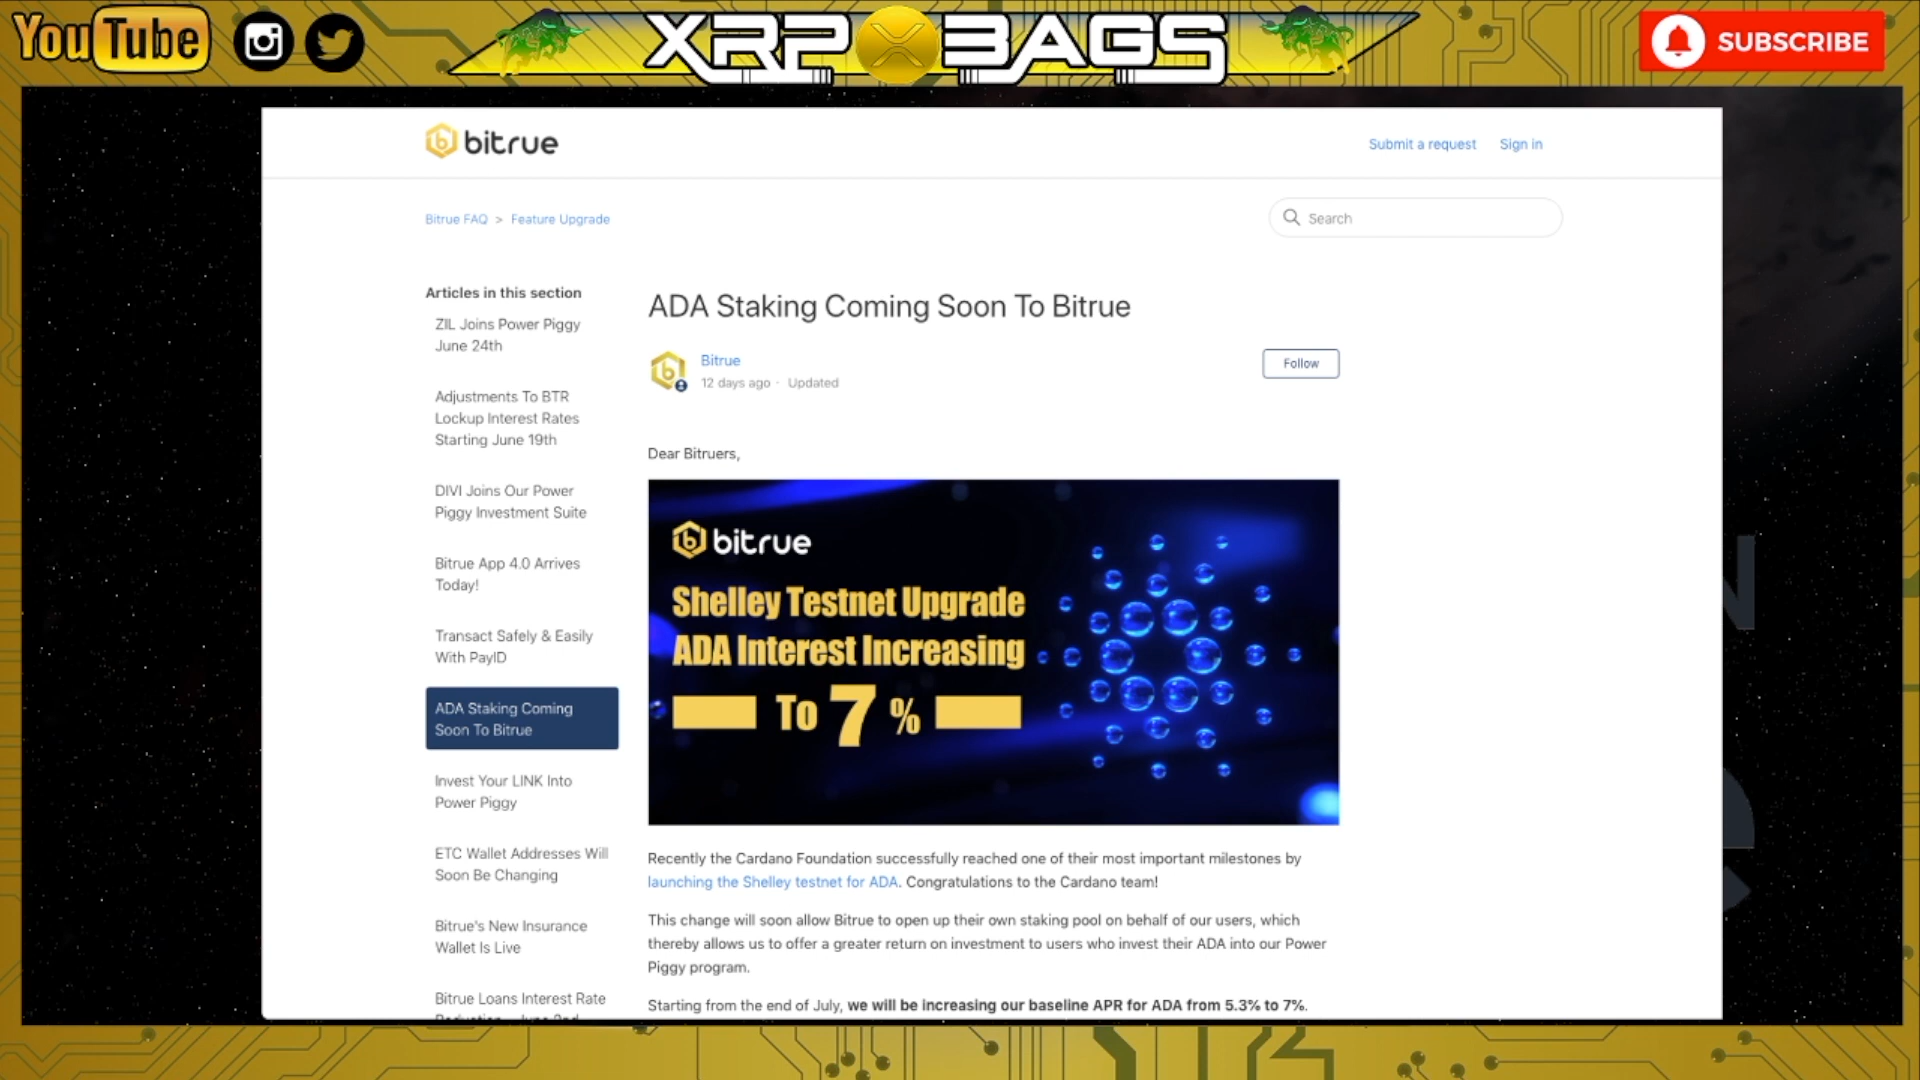 YouTube
XRP BAGS
SUBSCRIBE
bitrue
Submit a request
Sign in
Bitrue FAQ > Feature Upgrade
Search
Articles in this section
ZIL Joins Power Piggy
June 24th
Adjustments To BTR
Lockup Interest Rates
Starting June 19th
DIVI Joins Our Power
Piggy Investment Suite
Bitrue App 4.0 Arrives
Today!
Transact Safely & Easily
With PayID
ADA Staking Coming
Soon To Bitrue
Invest Your LINK Into
Power Piggy
ETC Wallet Addresses Will
Soon Be Changing
Bitrue's New Insurance
Wallet Is Live
Bitrue Loans Interest Rate
ADA Staking Coming Soon To Bitrue
Bitrue
12 days ago · Updated
Follow
Dear Bitruers,
bitrue
Shelley Testnet Upgrade
ADA Interest Increasing
To 7 %
Recently the Cardano Foundation successfully reached one of their most important milestones by
launching the Shelley testnet for ADA. Congratulations to the Cardano team!
This change will soon allow Bitrue to open up their own staking pool on behalf of our users, which
thereby allows us to offer a greater return on investment to users who invest their ADA into our Power
Piggy program.
Starting from the end of July, we will be increasing our baseline APR for ADA from 5.3% to 7%.